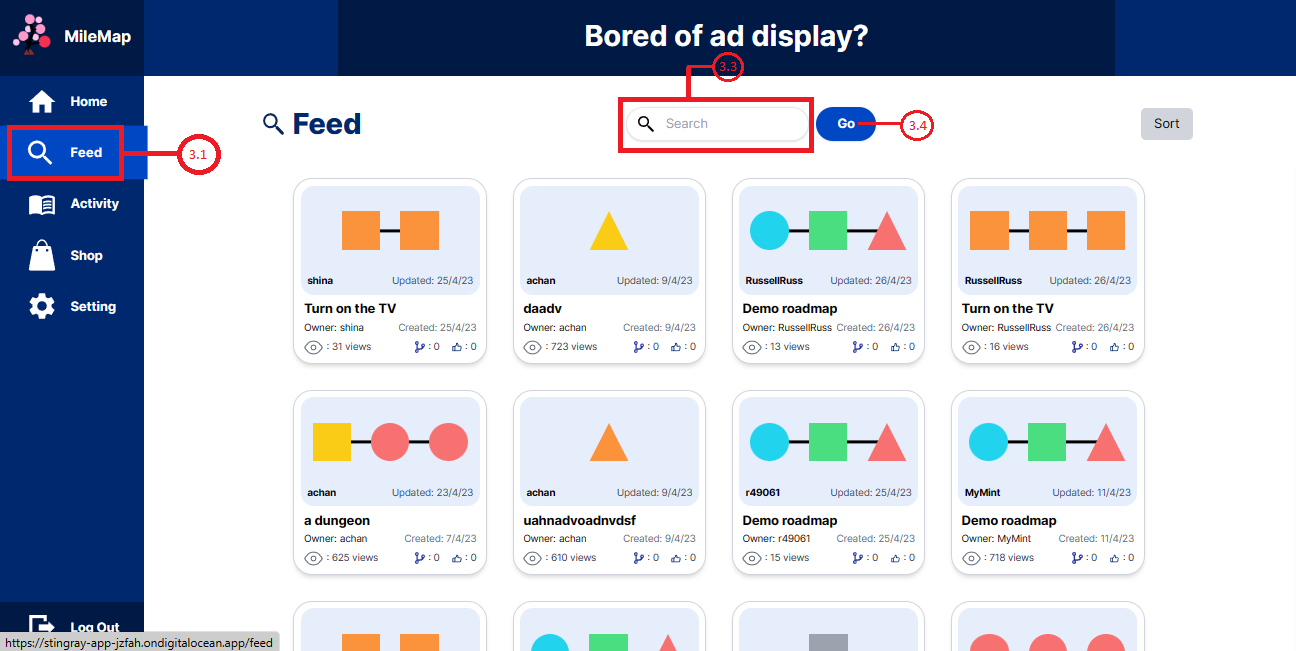 MileMap
Bored of ad display?
3.3
Home
Feed
Search
Go
3.4
Sort
Feed
3.1
Activity
Shop
Setting
shina Updated: 25/4/23
Turn on the TV
Owner: shina Created: 25/4/23
: 31 views : 0 : 0
achan Updated: 9/4/23
daadv
Owner: achan Created: 9/4/23
: 723 views : 0 : 0
RussellRuss Updated: 26/4/23
Demo roadmap
Owner: RussellRuss Created: 26/4/23
: 13 views : 0 : 0
RussellRuss Updated: 26/4/23
Turn on the TV
Owner: RussellRuss Created: 26/4/23
: 16 views : 0 : 0
achan Updated: 23/4/23
a dungeon
Owner: achan Created: 7/4/23
: 625 views : 0 : 0
achan Updated: 9/4/23
uahnadvoadnvdsf
Owner: achan Created: 9/4/23
: 610 views : 0 : 0
r49061 Updated: 25/4/23
Demo roadmap
Owner: r49061 Created: 25/4/23
: 15 views : 0 : 0
MyMint Updated: 11/4/23
Demo roadmap
Owner: MyMint Created: 11/4/23
: 718 views : 0 : 0
Log Out
https://stingray-app-jzfah.ondigitalocean.app/feed